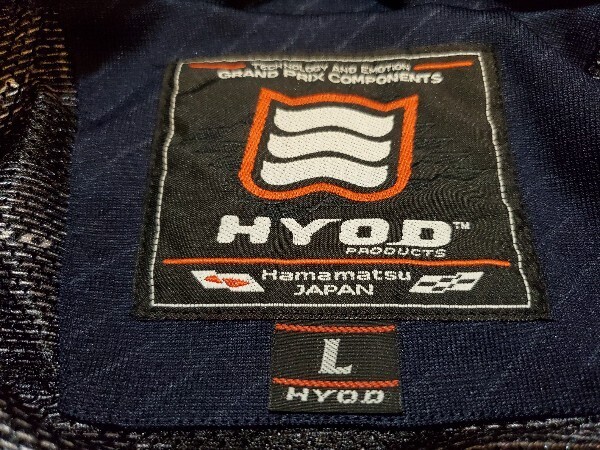 TECHNOLOGY AND EMOTION
GRAND PRIX COMPONENTS
HYOD™
PRODUCTS
Hamamatsu
JAPAN
L
HYOD